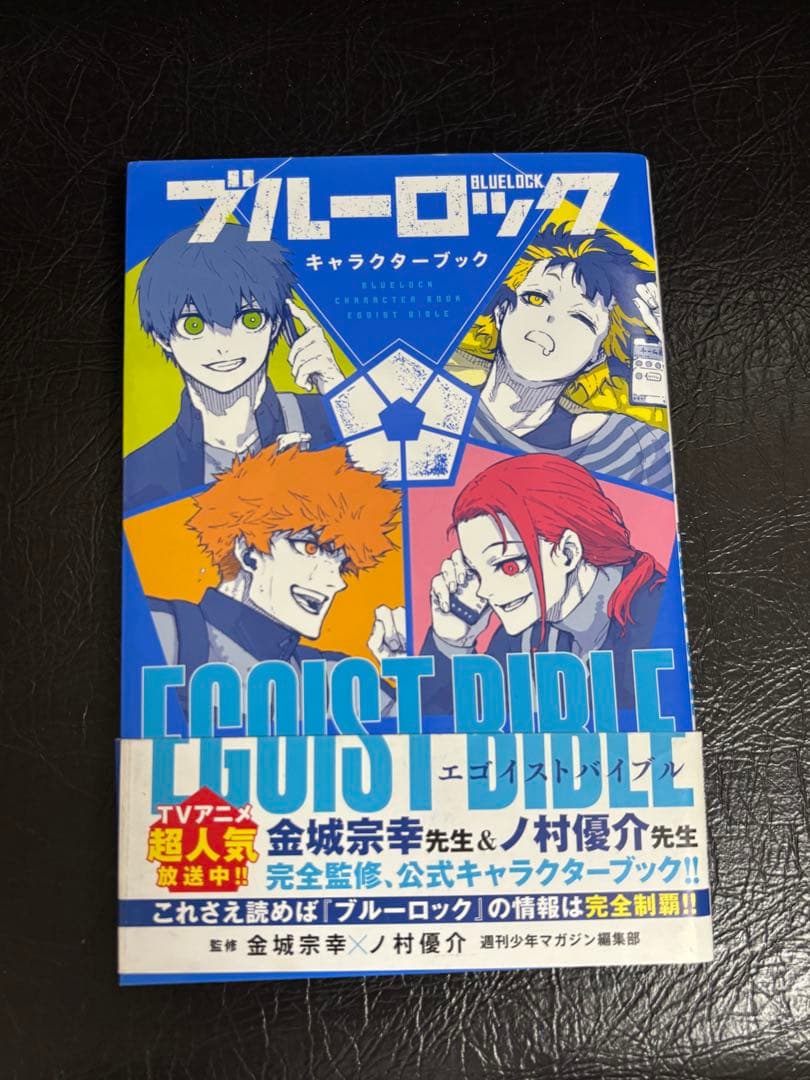 ブルーロック
BLUELOCK
キャラクターブック
BLUELOCK
CHARACTER BOOK
EGOIST BIBLE
EGOIST BIBLE
エゴイストバイブル
TVアニメ
超人気
放送中!!
金城宗幸先生&ノ村優介先生
完全監修、公式キャラクターブック!!
これさえ読めば『ブルーロック』の情報は完全制覇!!
監修 金城宗幸×ノ村優介 週刊少年マガジン編集部